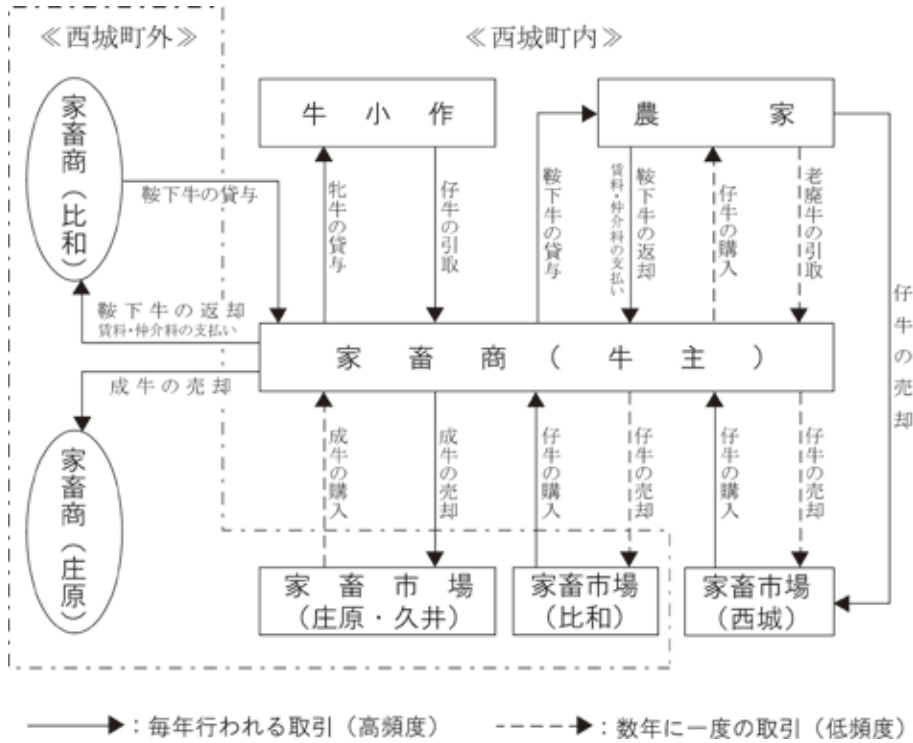 ≪西城町外≫
≪西城町内≫
家畜商（比和）
牛小作
農家
鞍下牛の貸与
牝牛の貸与
仔牛の引取
鞍下牛の貸与
鞍下牛の返却
賃料・仲介料の支払い
仔牛の購入
老廃牛の引取
仔牛の売却
鞍下牛の返却
賃料・仲介料の支払い
家畜商（牛主）
成牛の売却
家畜商（庄原）
成牛の購入
成牛の売却
仔牛の購入
仔牛の売却
仔牛の購入
仔牛の売却
家畜市場
（庄原・久井）
家畜市場
（比和）
家畜市場
（西城）
：毎年行われる取引（高頻度）
：数年に一度の取引（低頻度）